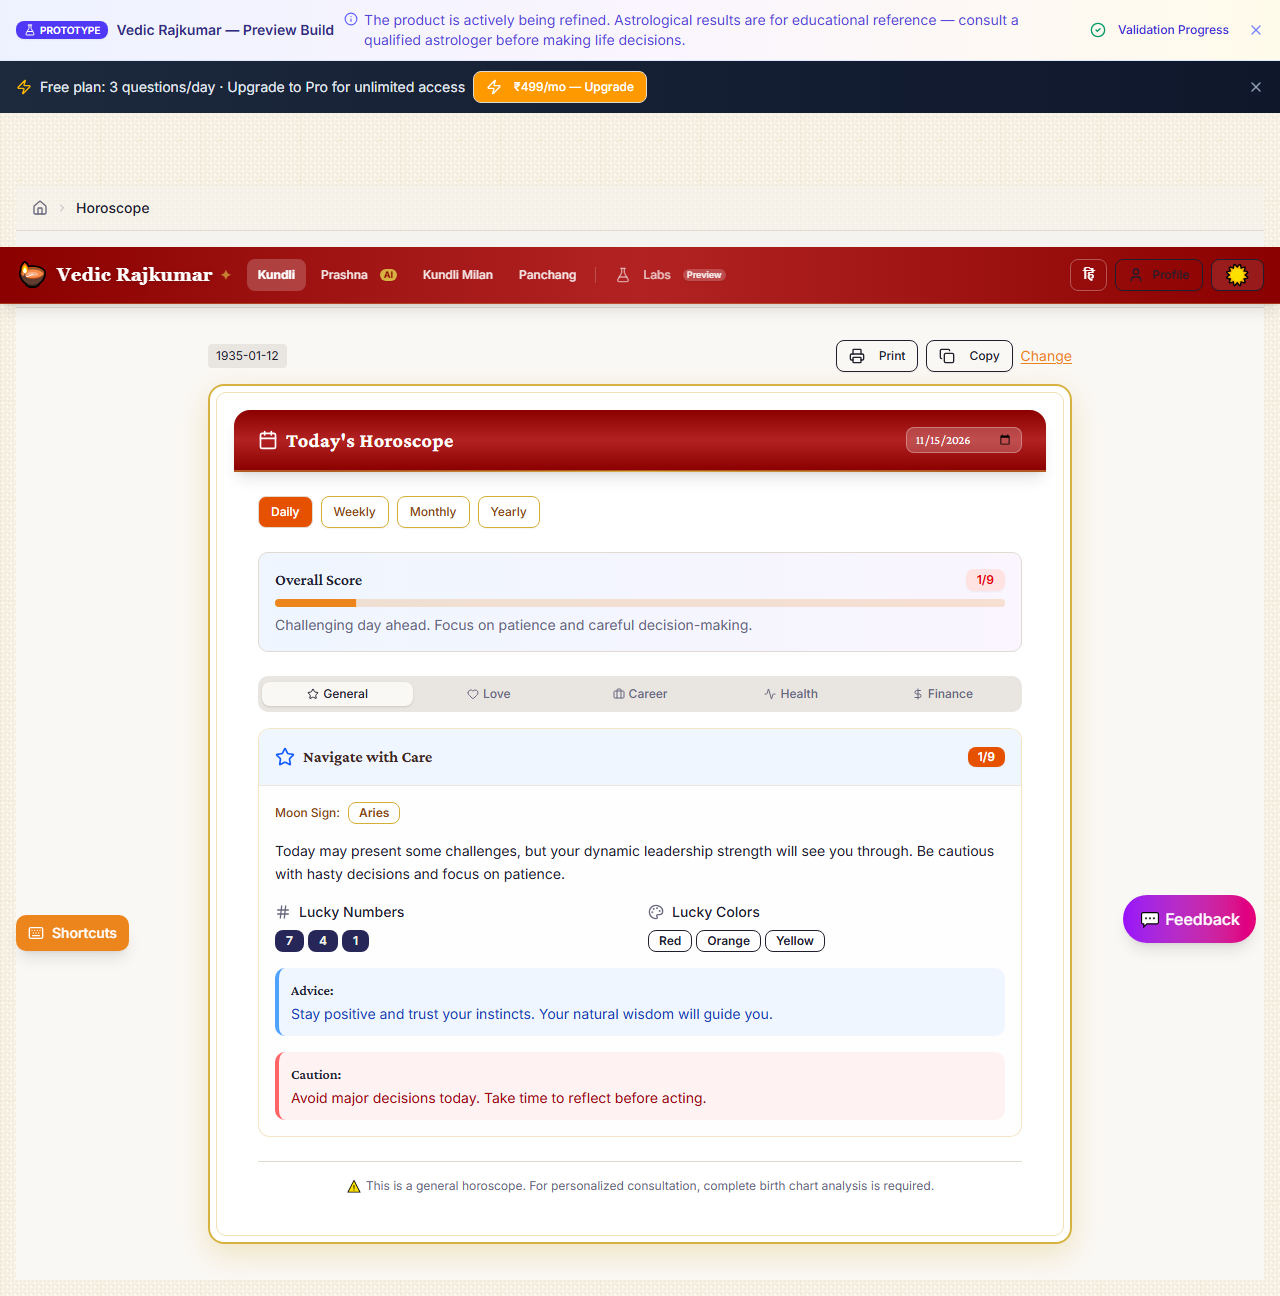 PROTOTYPE Vedic Rajkumar — Preview Build
The product is actively being refined. Astrological results are for educational reference — consult a
qualified astrologer before making life decisions.
Validation Progress
Free plan: 3 questions/day · Upgrade to Pro for unlimited access ₹499/mo — Upgrade
Horoscope
Vedic Rajkumar Kundli Prashna AI Kundli Milan Panchang Labs Preview हि Profile
1935-01-12 Print Copy Change
Today's Horoscope 11/15/2026
Daily Weekly Monthly Yearly
Overall Score 1/9
Challenging day ahead. Focus on patience and careful decision-making.
General Love Career Health Finance
Navigate with Care 1/9
Moon Sign: Aries
Today may present some challenges, but your dynamic leadership strength will see you through. Be cautious
with hasty decisions and focus on patience.
Lucky Numbers Lucky Colors
7 4 1 Red Orange Yellow
Shortcuts
Feedback
Advice:
Stay positive and trust your instincts. Your natural wisdom will guide you.
Caution:
Avoid major decisions today. Take time to reflect before acting.
This is a general horoscope. For personalized consultation, complete birth chart analysis is required.